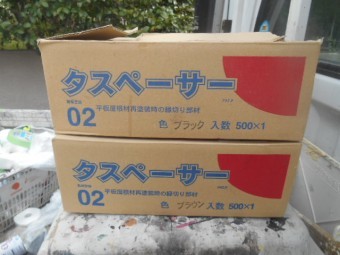 タスペーサー
02
平板屋根材再塗装時の縁切り部材
色 ブラック 入数 500×1
タスペーサー
02
平板屋根材再塗装時の縁切り部材
色 ブラウン 入数 500×1